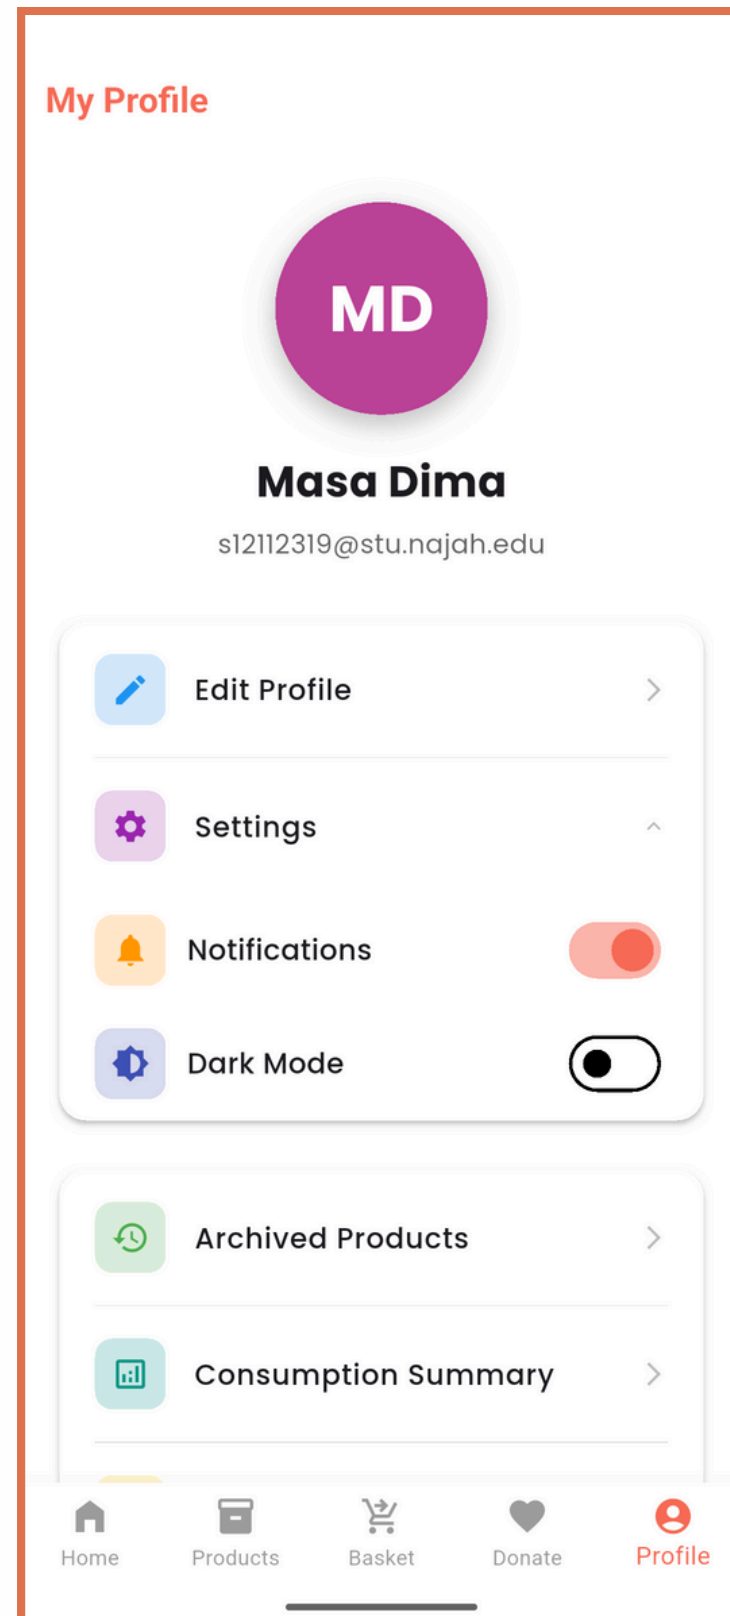 My Profile
MD
Masa Dima
s12112319@stu.najah.edu
Edit Profile
Settings
Notifications
Dark Mode
Archived Products
Consumption Summary
Home Products Basket Donate Profile